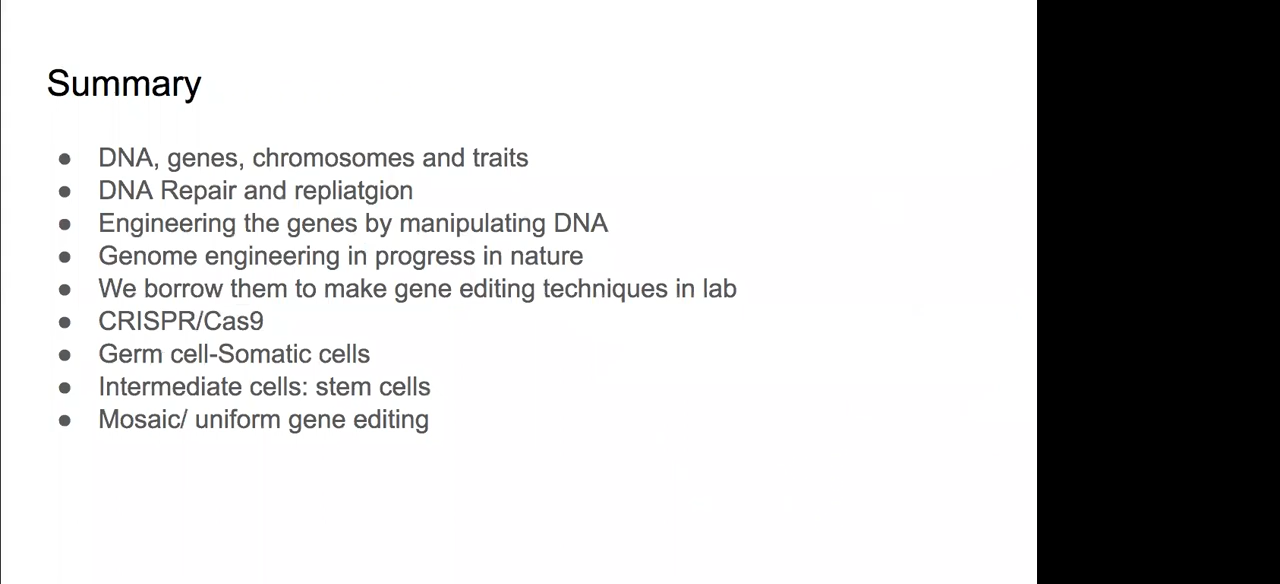 Summary
● DNA, genes, chromosomes and traits
● DNA Repair and repliatgion
● Engineering the genes by manipulating DNA
● Genome engineering in progress in nature
● We borrow them to make gene editing techniques in lab
● CRISPR/Cas9
● Germ cell-Somatic cells
● Intermediate cells: stem cells
● Mosaic/ uniform gene editing